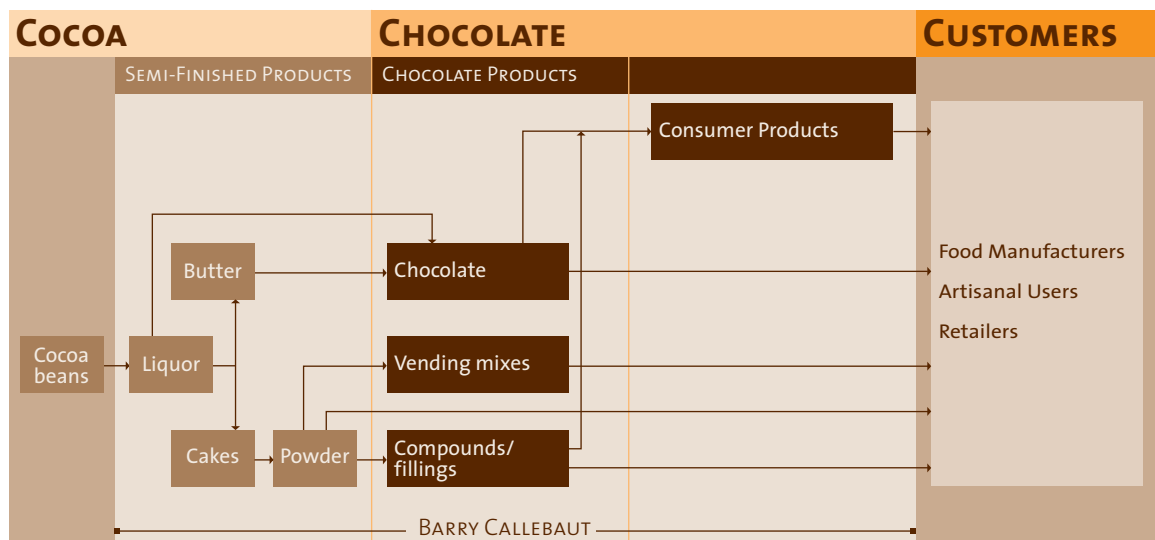 COCOA
CHOCOLATE
CUSTOMERS
SEMI-FINISHED PRODUCTS
CHOCOLATE PRODUCTS
Consumer Products
Food Manufacturers
Artisanal Users
Retailers
Butter
Chocolate
Cocoa
beans
Liquor
Vending mixes
Cakes
Powder
Compounds/
fillings
BARRY CALLEBAUT